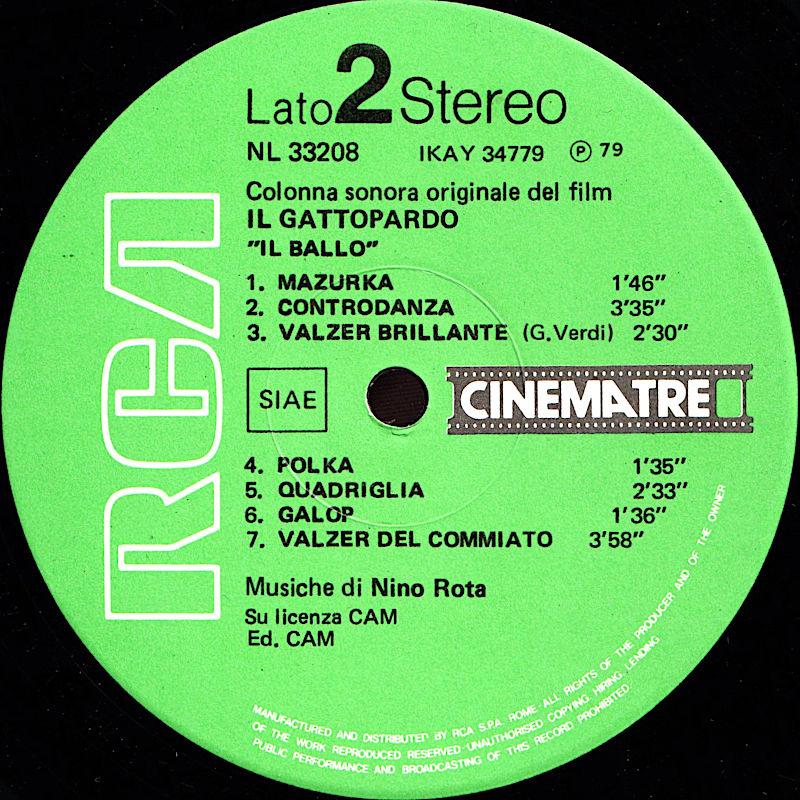 Lato 2 Stereo
NL 33208 IKAY 34779 Ⓟ 79
Colonna sonora originale del film
IL GATTOPARDO
"IL BALLO"
1. MAZURKA 1'46"
2. CONTRODANZA 3'35"
3. VALZER BRILLANTE (G.Verdi) 2'30"
RCA
SIAE
CINEMATRE
4. POLKA 1'35"
5. QUADRIGLIA 2'33"
6. GALOP 1'36"
7. VALZER DEL COMMIATO 3'58"
Musiche di Nino Rota
Su licenza CAM
Ed. CAM
MANUFACTURED AND DISTRIBUTED BY RCA S.P.A. ROME ALL RIGHTS OF THE PRODUCER AND OF THE OWNER
OF THE WORK REPRODUCED RESERVED UNAUTHORISED COPYING HIRING LENDING
PUBLIC PERFORMANCE AND BROADCASTING OF THIS RECORD PROHIBITED